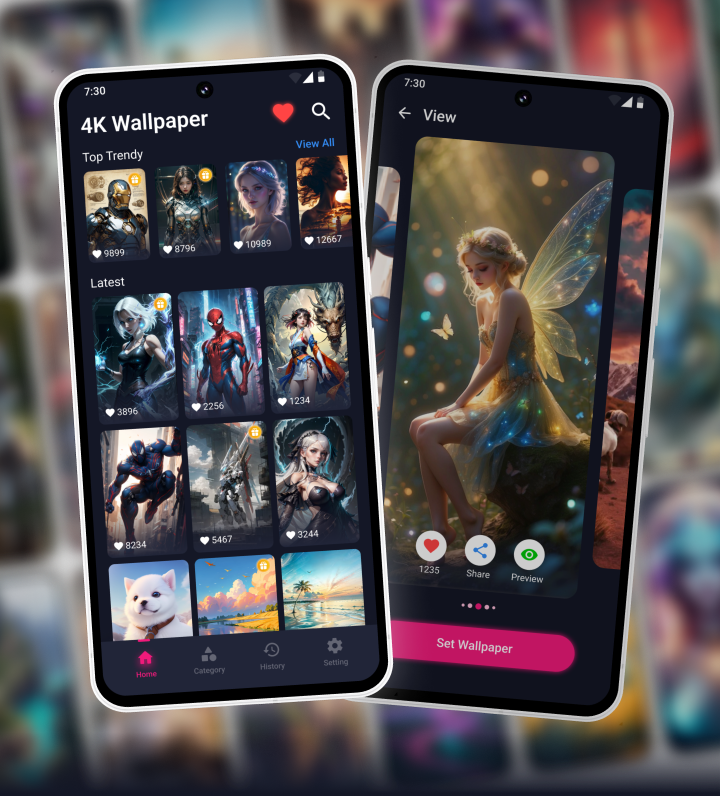 7:30
4K Wallpaper
Top Trendy
View All
9899
8796
10989
12667
Latest
3896
2256
1234
8234
5467
3244
Home
Category
History
Setting
7:30
View
1235
Share
Preview
Set Wallpaper